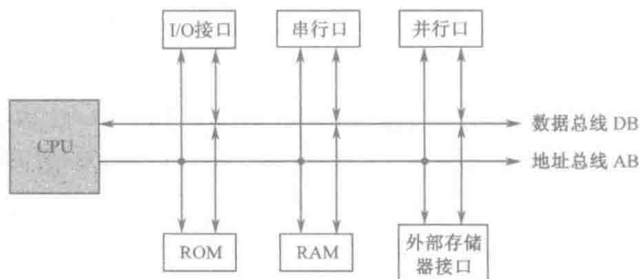 I/O接口
串行口
并行口
数据总线 DB
CPU
地址总线 AB
ROM
RAM
外部存储
器接口